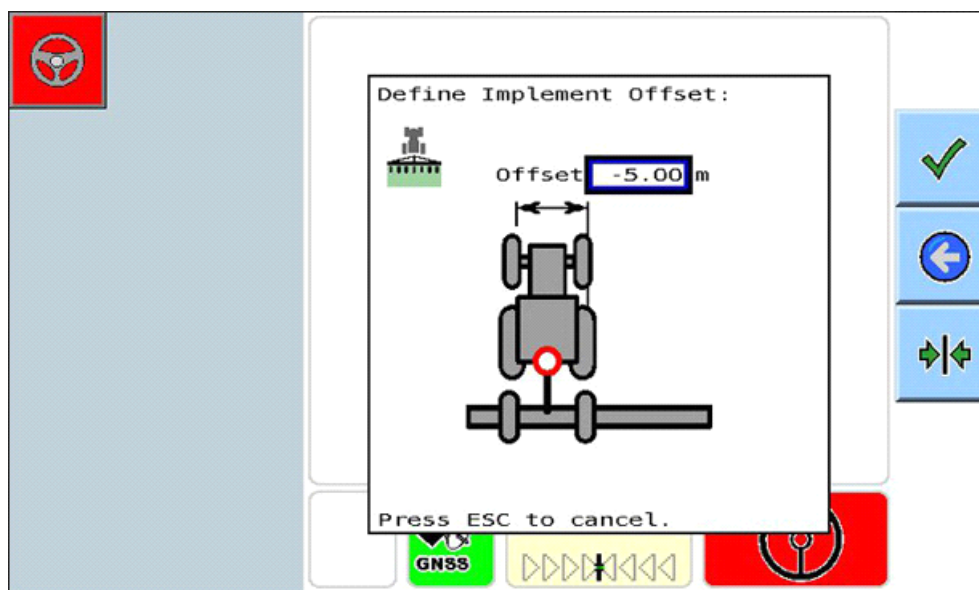 Define Implement Offset:
Offset -5.00 m
Press ESC to cancel.
GNSS